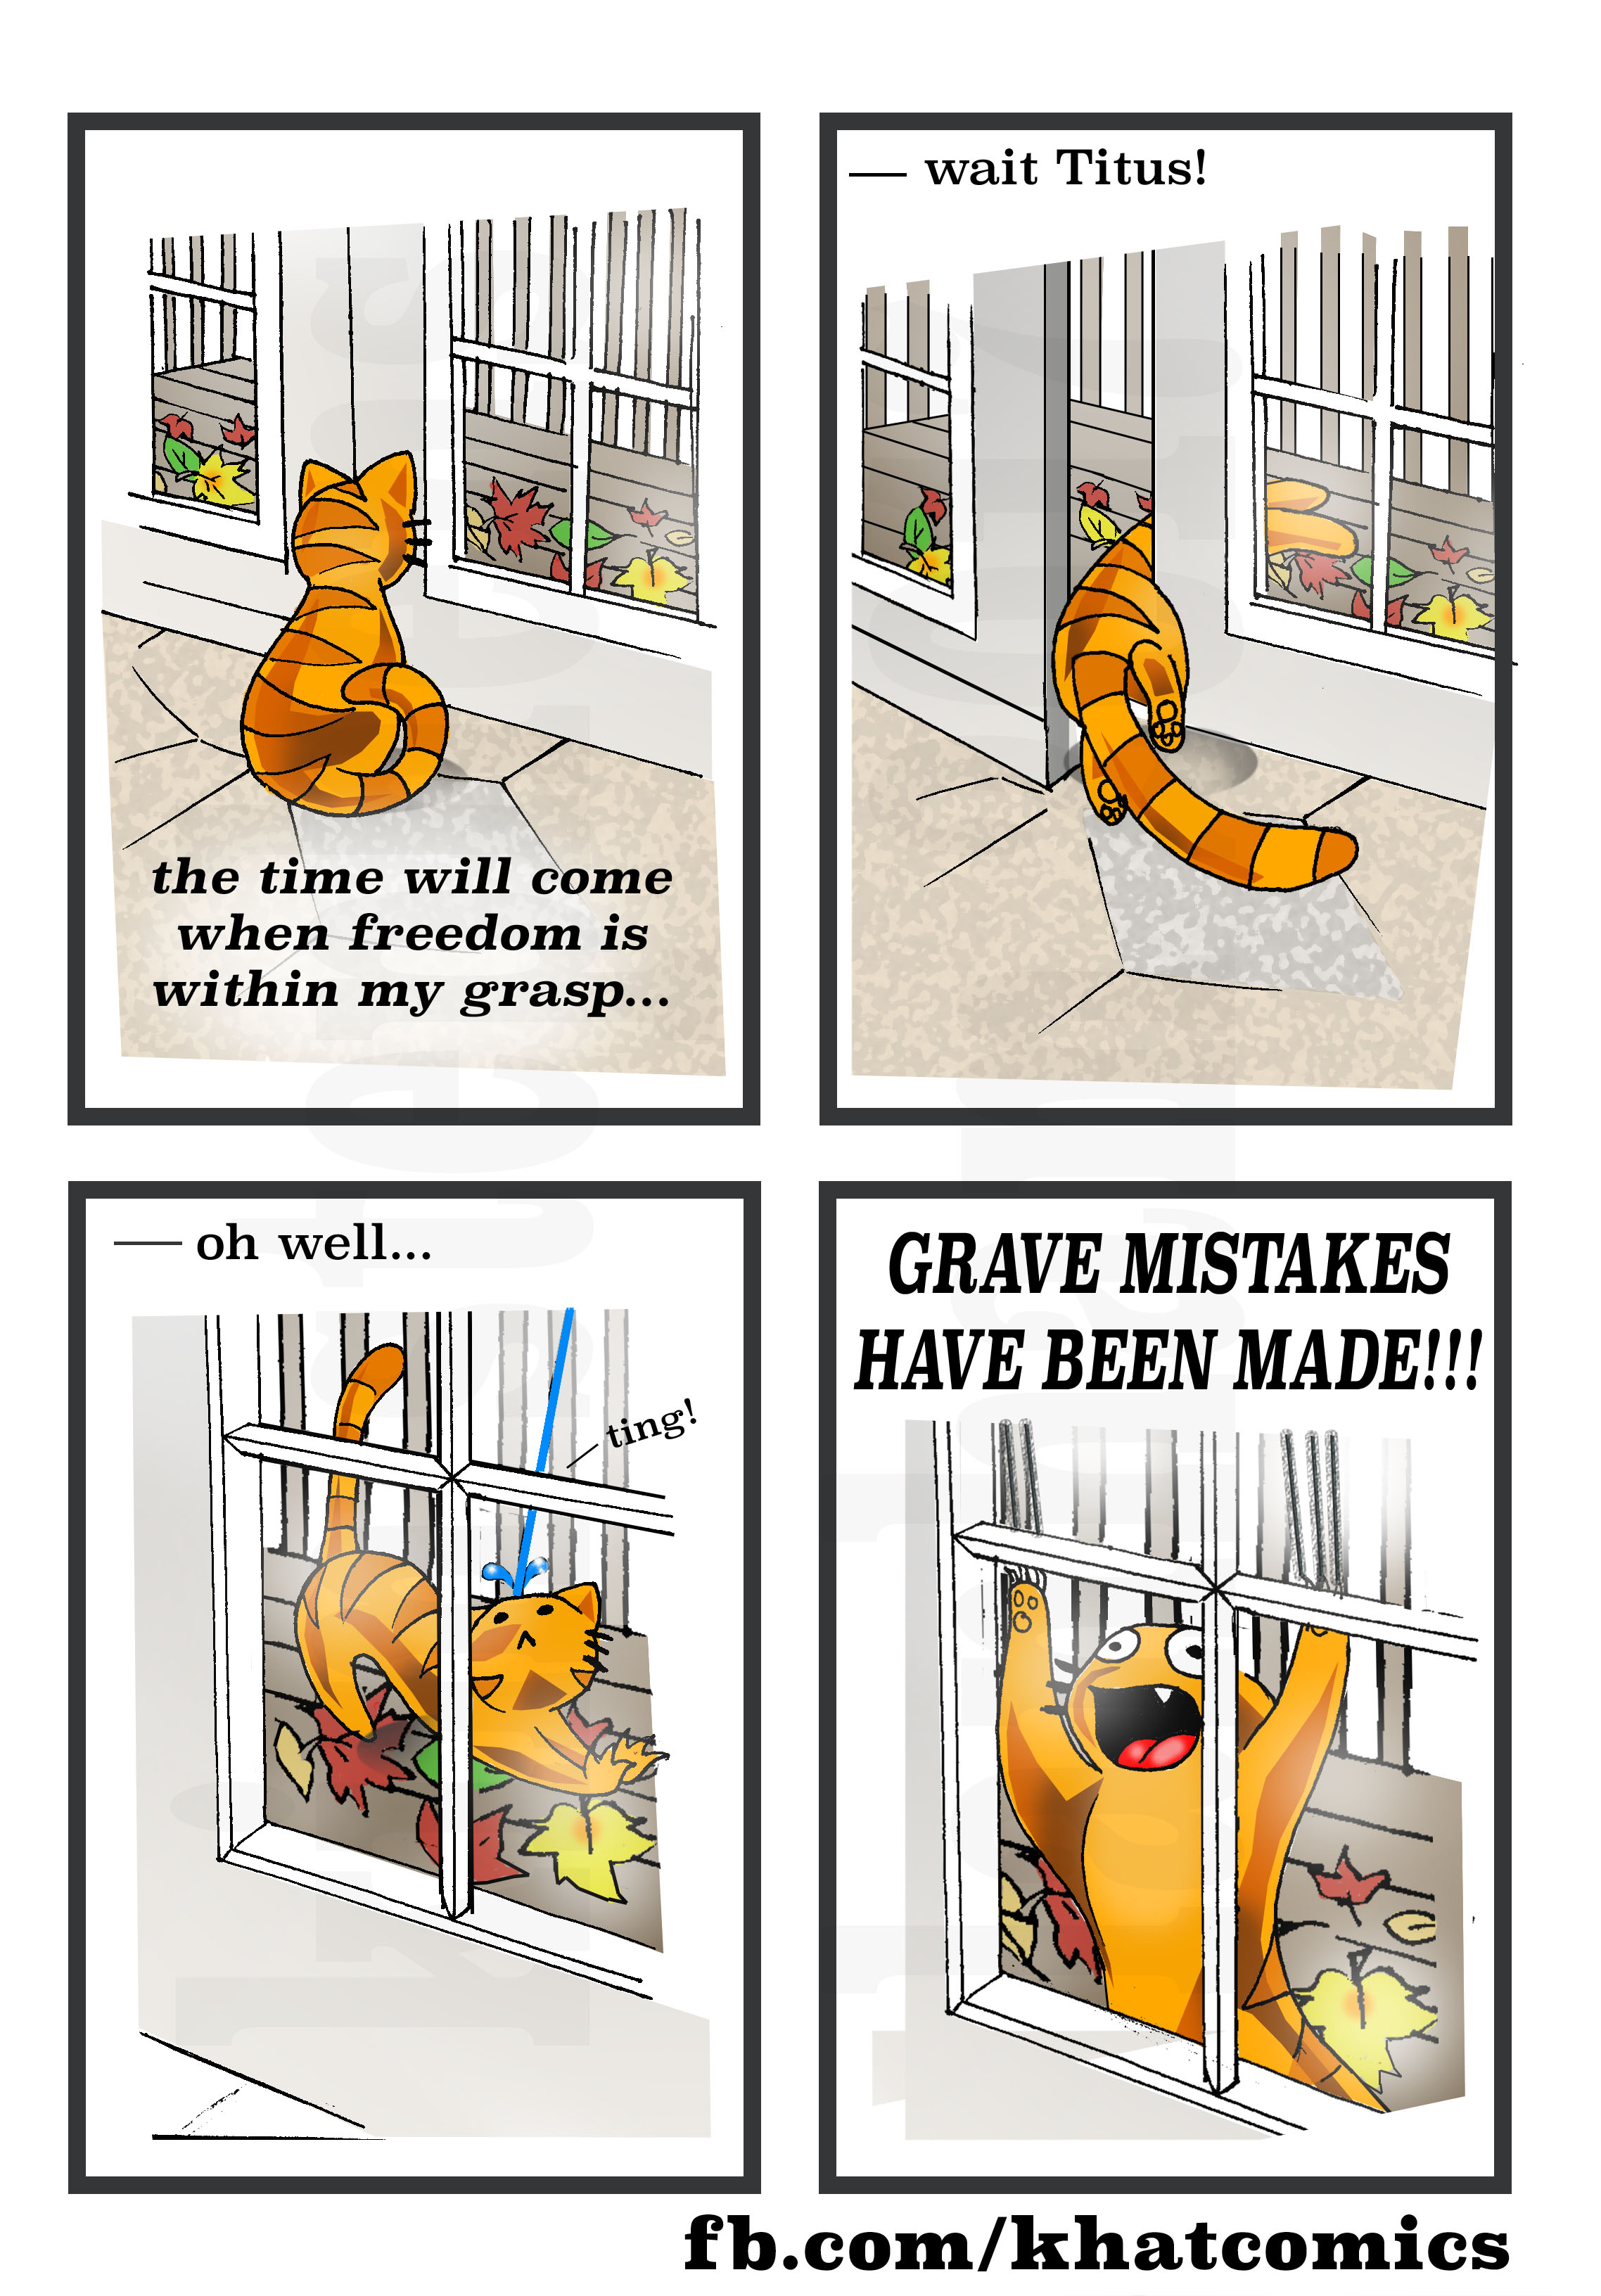 the time will come
when freedom is
within my grasp...
— wait Titus!
— oh well...
ting!
GRAVE MISTAKES
HAVE BEEN MADE!!!
fb.com/khatcomics